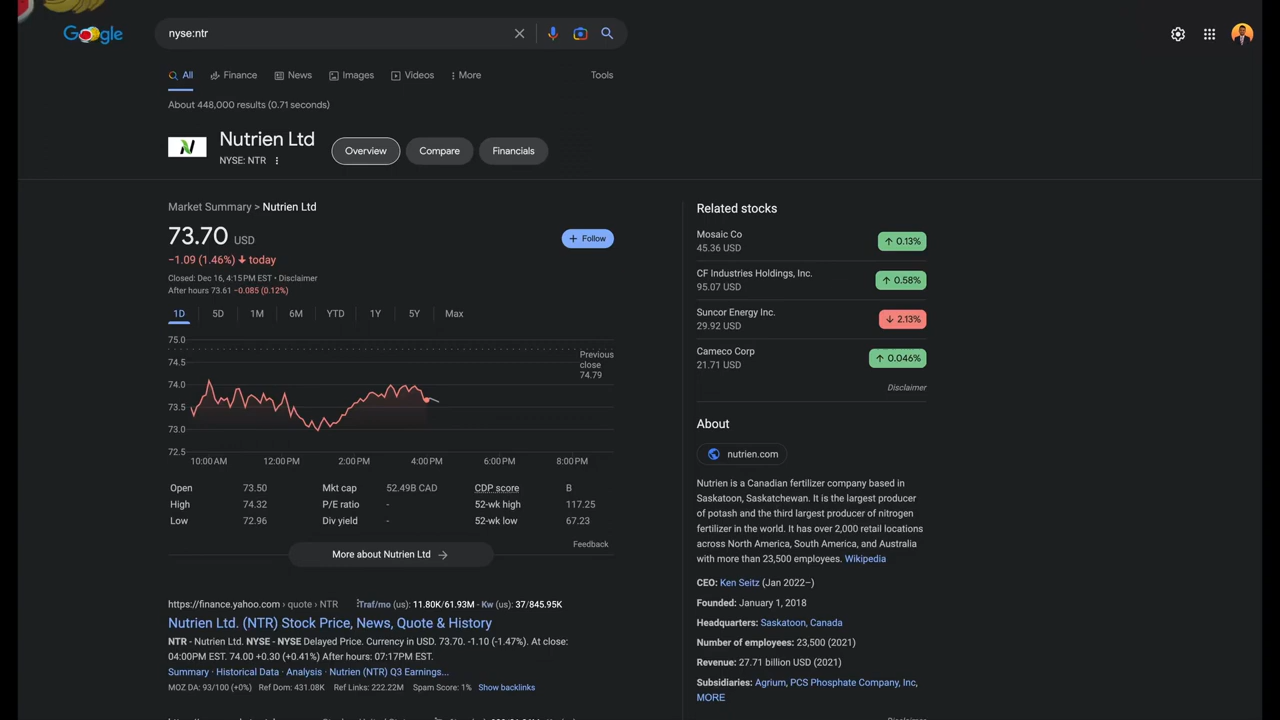 Google
nyse:ntr
All Finance News Images Videos More Tools
About 448,000 results (0.71 seconds)
Nutrien Ltd
NYSE: NTR
Overview Compare Financials
Market Summary > Nutrien Ltd
73.70 USD
+ Follow
−1.09 (1.46%) ↓ today
Closed: Dec 16, 4:15 PM EST • Disclaimer
After hours 73.61 −0.085 (0.12%)
1D 5D 1M 6M YTD 1Y 5Y Max
75.0
74.5
74.0
73.5
73.0
72.5
Previous
close
74.79
10:00 AM 12:00 PM 2:00 PM 4:00 PM 6:00 PM 8:00 PM
Open 73.50 Mkt cap 52.49B CAD CDP score B
High 74.32 P/E ratio - 52-wk high 117.25
Low 72.96 Div yield - 52-wk low 67.23
Feedback
More about Nutrien Ltd →
https://finance.yahoo.com › quote › NTR Traf/mo (us): 11.80K/61.93M - Kw (us): 37/845.95K
Nutrien Ltd. (NTR) Stock Price, News, Quote & History
NTR - Nutrien Ltd. NYSE - NYSE Delayed Price. Currency in USD. 73.70. -1.10 (-1.47%). At close:
04:00PM EST. 74.00 +0.30 (+0.41%) After hours: 07:17PM EST.
Summary · Historical Data · Analysis · Nutrien (NTR) Q3 Earnings...
MOZ DA: 93/100 (+0%) Ref Dom: 431.08K Ref Links: 222.22M Spam Score: 1% Show backlinks
Related stocks
Mosaic Co
45.36 USD
↑ 0.13%
CF Industries Holdings, Inc.
95.07 USD
↑ 0.58%
Suncor Energy Inc.
29.92 USD
↓ 2.13%
Cameco Corp
21.71 USD
↑ 0.046%
Disclaimer
About
nutrien.com
Nutrien is a Canadian fertilizer company based in
Saskatoon, Saskatchewan. It is the largest producer
of potash and the third largest producer of nitrogen
fertilizer in the world. It has over 2,000 retail locations
across North America, South America, and Australia
with more than 23,500 employees. Wikipedia
CEO: Ken Seitz (Jan 2022–)
Founded: January 1, 2018
Headquarters: Saskatoon, Canada
Number of employees: 23,500 (2021)
Revenue: 27.71 billion USD (2021)
Subsidiaries: Agrium, PCS Phosphate Company, Inc,
MORE